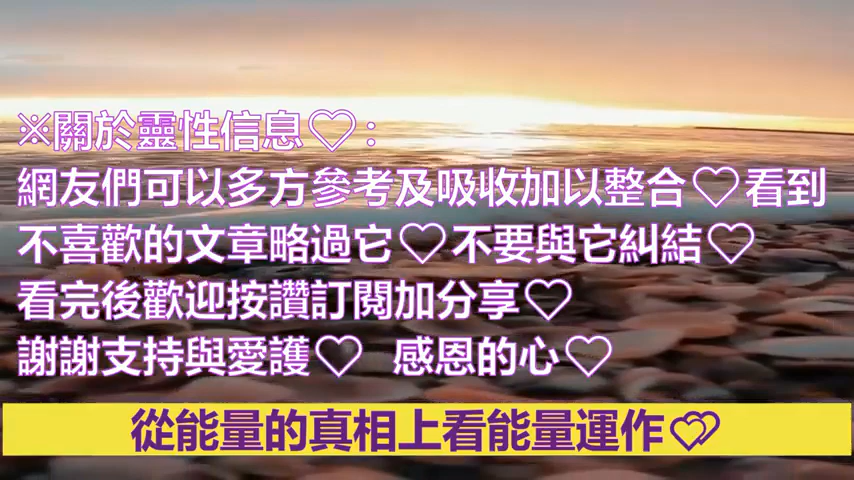 ※關於靈性信息♡:
網友們可以多方參考及吸收加以整合♡看到
不喜歡的文章略過它♡不要與它糾結♡
看完後歡迎按讚訂閱加分享♡
謝謝支持與愛護♡ 感恩的心♡
從能量的真相上看能量運作💕